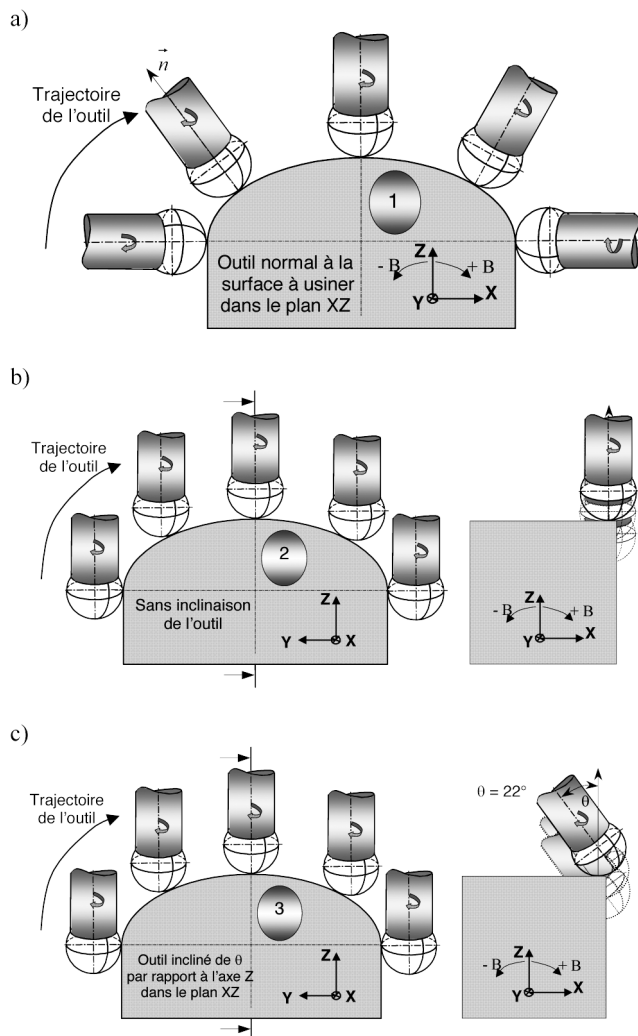 a)
n
Trajectoire
de l'outil
1
Outil normal à la
surface à usiner
dans le plan XZ
Z
- B
+ B
Y
X
b)
Trajectoire
de l'outil
2
Sans inclinaison
de l'outil
Z
Y
X
Z
- B
+ B
Y
X
c)
Trajectoire
de l'outil
3
Outil incliné de θ
par rapport à l'axe Z
dans le plan XZ
Z
Y
X
θ = 22°
θ
Z
- B
+ B
Y
X